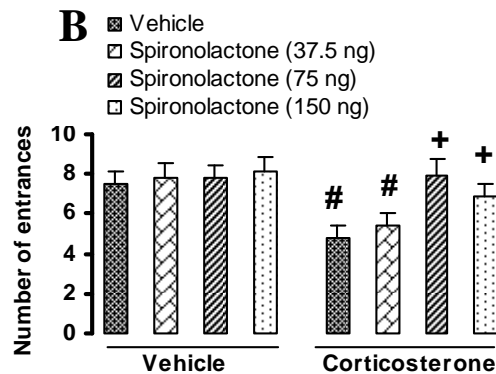 B
Vehicle
Spironolactone (37.5 ng)
Spironolactone (75 ng)
Spironolactone (150 ng)
Number of entrances
10
8
6
4
2
0
# # + +
Vehicle Corticosterone